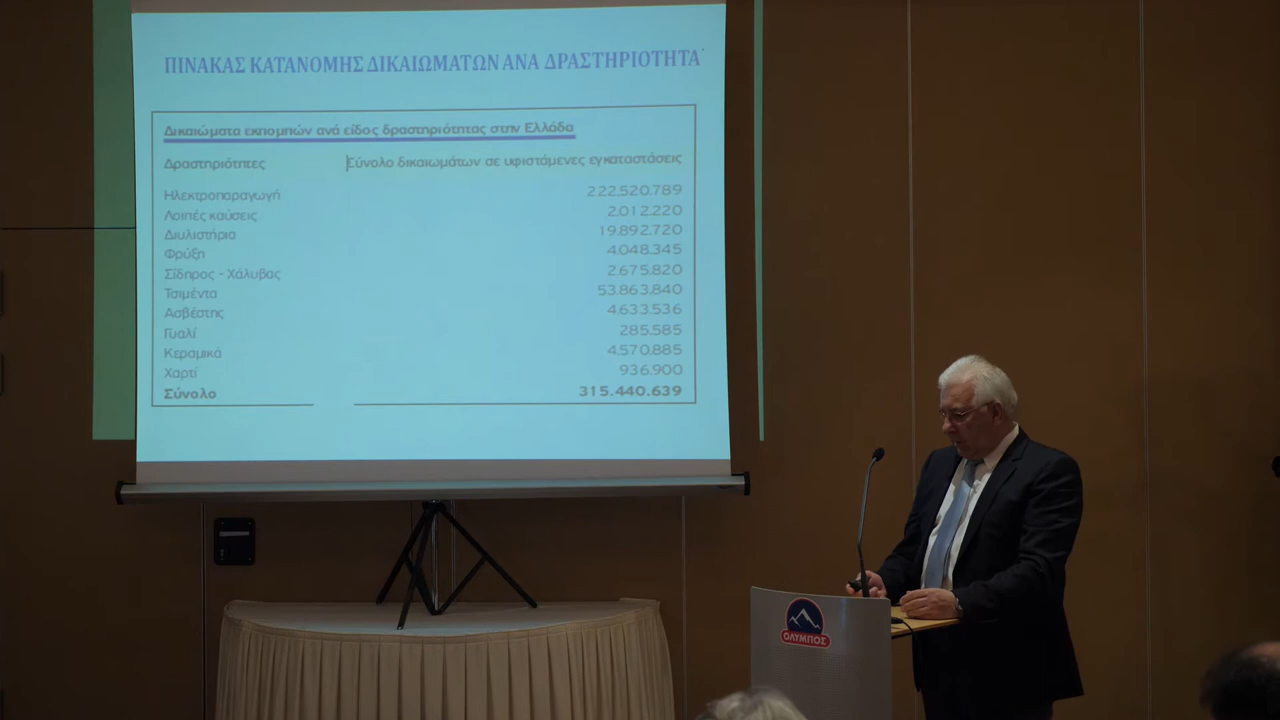 ΠΙΝΑΚΑΣ ΚΑΤΑΝΟΜΗΣ ΔΙΚΑΙΩΜΑΤΩΝ ΑΝΑ ΔΡΑΣΤΗΡΙΟΤΗΤΑ
Δικαιώματα εκπομπών ανά είδος δραστηριότητας στην Ελλάδα
Δραστηριότητες Σύνολο δικαιωμάτων σε υφιστάμενες εγκαταστάσεις
Ηλεκτροπαραγωγή 222.520.789
Λοιπές καύσεις 2.012.220
Διυλιστήρια 19.892.720
Φρύξη 4.048.345
Σίδηρος - Χάλυβας 2.675.820
Τσιμέντα 53.863.840
Ασβέστης 4.633.536
Γυαλί 285.585
Κεραμικά 4.570.885
Χαρτί 936.900
Σύνολο 315.440.639
ΟΛΥΜΠΟΣ